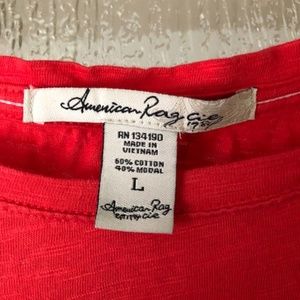 American Rag Cie
RN 134190
MADE IN
VIETNAM
60% COTTON
40% MODAL
L
American Rag
Cie